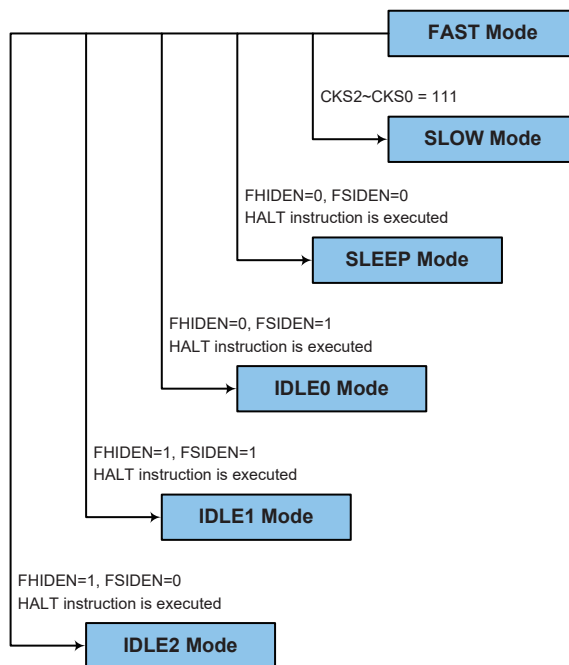 FAST Mode
CKS2~CKS0 = 111
SLOW Mode
FHIDEN=0, FSIDEN=0
HALT instruction is executed
SLEEP Mode
FHIDEN=0, FSIDEN=1
HALT instruction is executed
IDLE0 Mode
FHIDEN=1, FSIDEN=1
HALT instruction is executed
IDLE1 Mode
FHIDEN=1, FSIDEN=0
HALT instruction is executed
IDLE2 Mode